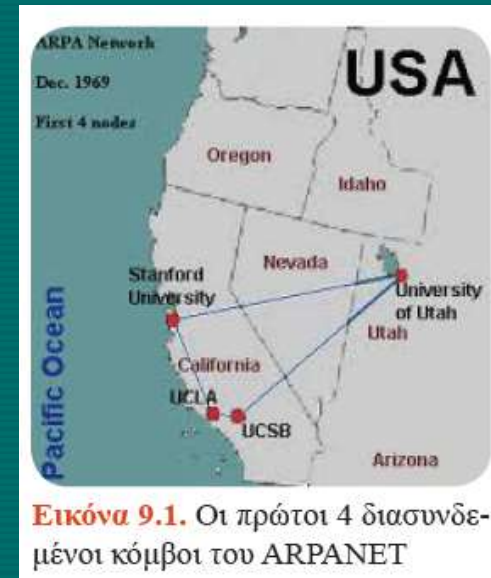 ARPA Network
Dec. 1969
First 4 nodes
USA
Oregon
Idaho
Nevada
Stanford
University
University
of Utah
Utah
California
UCLA
UCSB
Arizona
Pacific Ocean
Εικόνα 9.1. Οι πρώτοι 4 διασυνδε-
μένοι κόμβοι του ARPANET